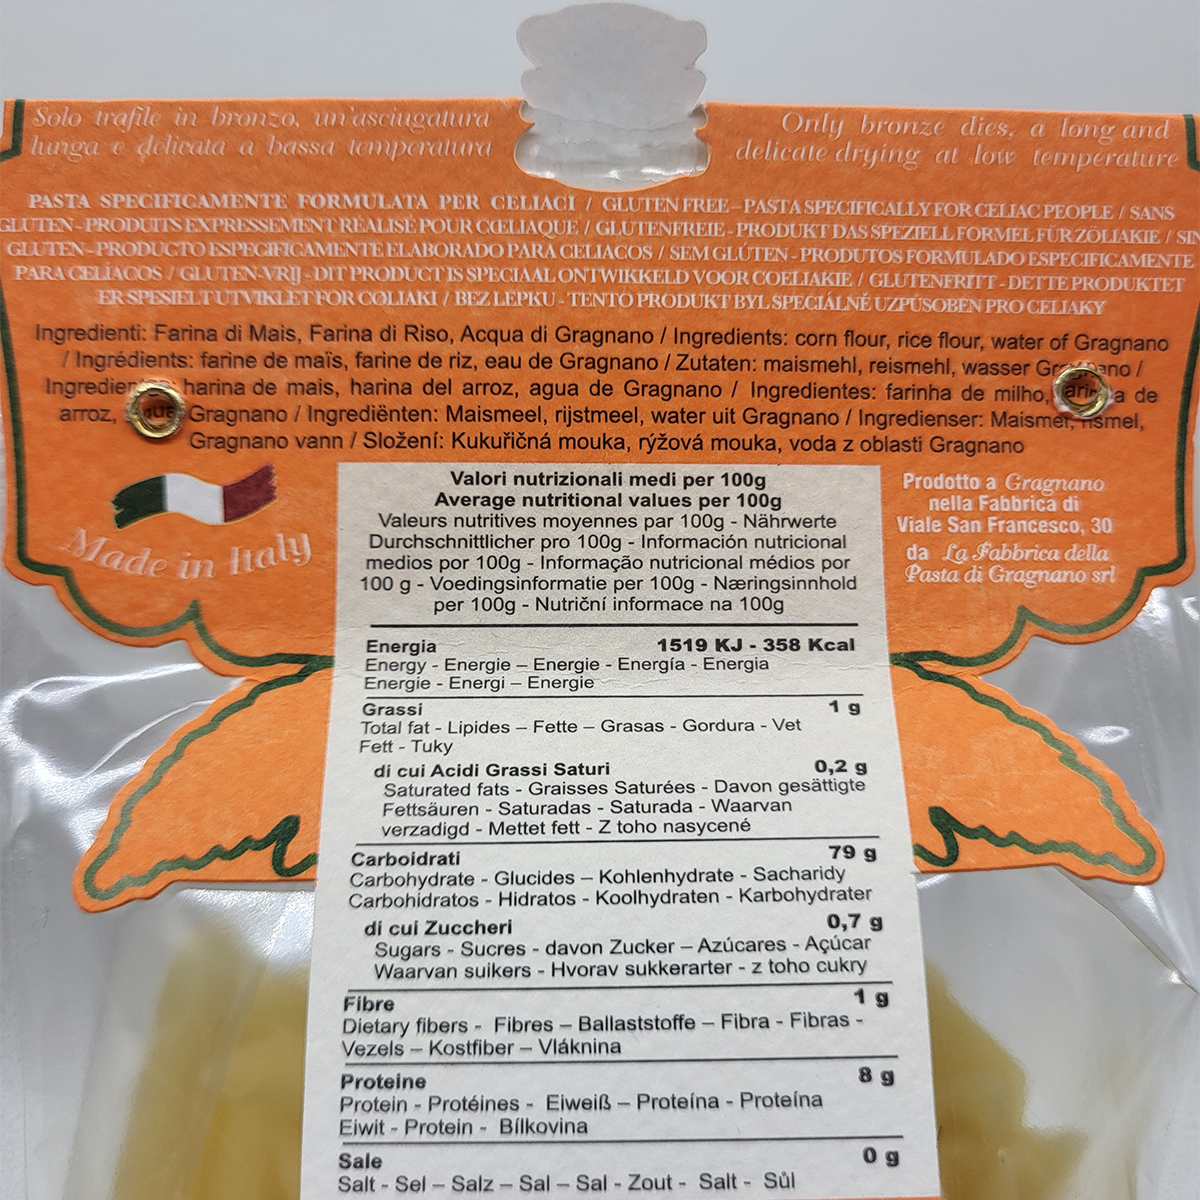 Solo trafile in bronzo, un'asciugatura
lunga e delicata a bassa temperatura
Only bronze dies, a long and
delicate drying at low temperature
PASTA SPECIFICAMENTE FORMULATA PER CELIACI / GLUTEN FREE - PASTA SPECIFICALLY FOR CELIAC PEOPLE / SANS
GLUTEN - PRODUITS EXPRESSEMENT REALISÉ POUR CŒLIAQUE / GLUTENFREIE - PRODUKT DAS SPEZIELL FORMEL FÜR ZÖLIAKIE / SIN
GLUTEN - PRODUCTO ESPECIFICAMENTE ELABORADO PARA CELIACOS / SEM GLÚTEN - PRODUTOS FORMULADO ESPECIFICAMENTE
PARA CELÍACOS / GLUTEN-VRIJ - DIT PRODUCT IS SPECIAAL ONTWIKKELD VOOR COELIAKIE / GLUTENFRITT - DETTE PRODUKTET
ER SPESIELT UTVIKLET FOR COLIAKI / BEZ LEPKU - TENTO PRODUKT BYL SPECIÁLNĚ UZPŮSOBEN PRO CELIAKY
Ingredienti: Farina di Mais, Farina di Riso, Acqua di Gragnano / Ingredients: corn flour, rice flour, water of Gragnano
/ Ingrédients: farine de maïs, farine de riz, eau de Gragnano / Zutaten: maismehl, reismehl, wasser /
harina de mais, harina del arroz, agua de Gragnano / Ingredientes: farinha de milho, de
arroz, Gragnano / Ingrediënten: Maismeel, rijstmeel, water uit Gragnano / Ingredienser: Maismel,
Gragnano vann / Složení: Kukuřičná mouka, rýžová mouka, voda z oblasti Gragnano
Made in Italy
Valori nutrizionali medi per 100g
Average nutritional values per 100g
Valeurs nutritives moyennes par 100g - Nährwerte
Durchschnittlicher pro 100g - Información nutricional
medios por 100g - Informação nutricional médios por
100 g - Voedingsinformatie per 100g - Næringsinnhold
per 100g - Nutriční informace na 100g
Prodotto a Gragnano
nella Fabbrica di
Viale San Francesco, 30
da La Fabbrica della
Pasta di Gragnano srl
Energia 1519 KJ - 358 Kcal
Energy - Energie – Energie - Energía - Energia
Energie - Energi – Energie
Grassi 1 g
Total fat - Lipides – Fette – Grasas - Gordura - Vet
Fett - Tuky
di cui Acidi Grassi Saturi 0,2 g
Saturated fats - Graisses Saturées - Davon gesättigte
Fettsäuren - Saturadas - Saturada - Waarvan
verzadigd - Mettet fett - Z toho nasycené
Carboidrati 79 g
Carbohydrate - Glucides – Kohlenhydrate - Sacharidy
Carbohidratos - Hidratos - Koolhydraten - Karbohydrater
di cui Zuccheri 0,7 g
Sugars - Sucres - davon Zucker – Azúcares - Açúcar
Waarvan suikers - Hvorav sukkerarter - z toho cukry
Fibre 1 g
Dietary fibers - Fibres – Ballaststoffe – Fibra - Fibras -
Vezels – Kostfiber – Vláknina
Proteine 8 g
Protein - Protéines - Eiweiß – Proteína - Proteína
Eiwit - Protein - Bílkovina
Sale 0 g
Salt - Sel – Salz – Sal – Sal - Zout - Salt - Sůl